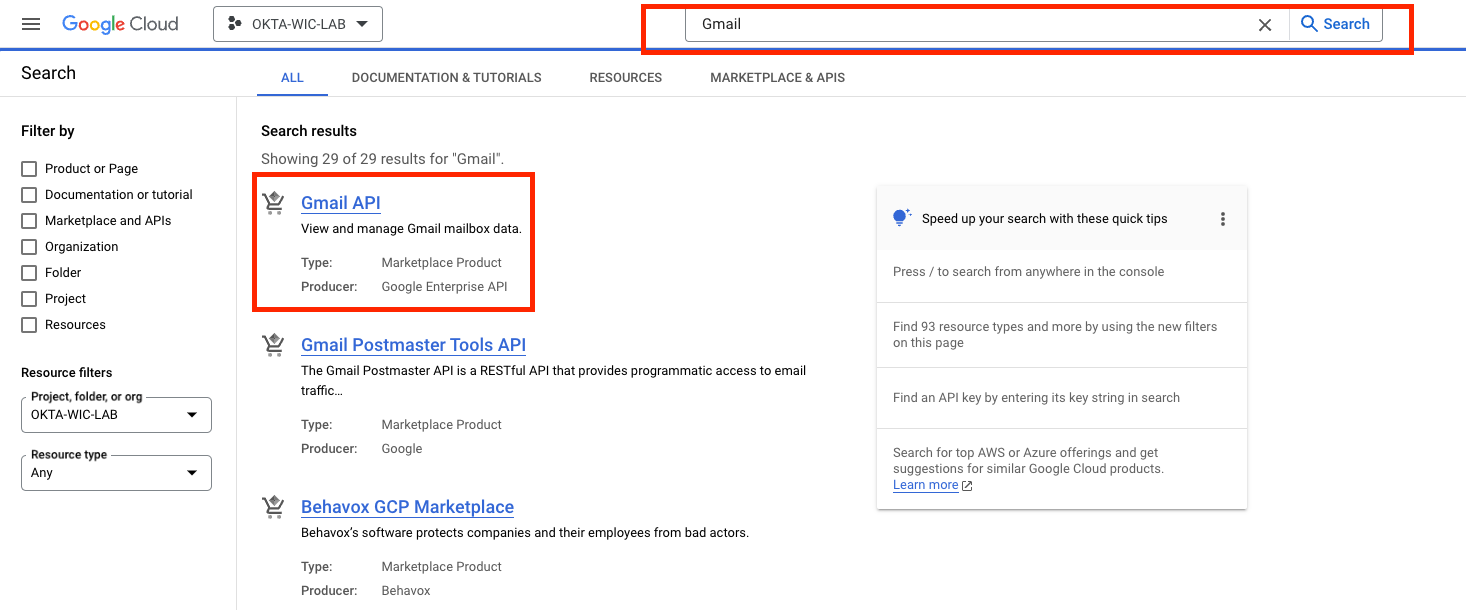 Google Cloud
OKTA-WIC-LAB
Gmail
Search
Search
ALL
DOCUMENTATION & TUTORIALS
RESOURCES
MARKETPLACE & APIS
Filter by
Product or Page
Documentation or tutorial
Marketplace and APIs
Organization
Folder
Project
Resources
Resource filters
Project, folder, or org
OKTA-WIC-LAB
Resource type
Any
Search results
Showing 29 of 29 results for "Gmail".
Gmail API
View and manage Gmail mailbox data.
Type: Marketplace Product
Producer: Google Enterprise API
Gmail Postmaster Tools API
The Gmail Postmaster API is a RESTful API that provides programmatic access to email
traffic…
Type: Marketplace Product
Producer: Google
Behavox GCP Marketplace
Behavox’s software protects companies and their employees from bad actors.
Type: Marketplace Product
Producer: Behavox
Speed up your search with these quick tips
Press / to search from anywhere in the console
Find 93 resource types and more by using the new filters
on this page
Find an API key by entering its key string in search
Search for top AWS or Azure offerings and get
suggestions for similar Google Cloud products.
Learn more